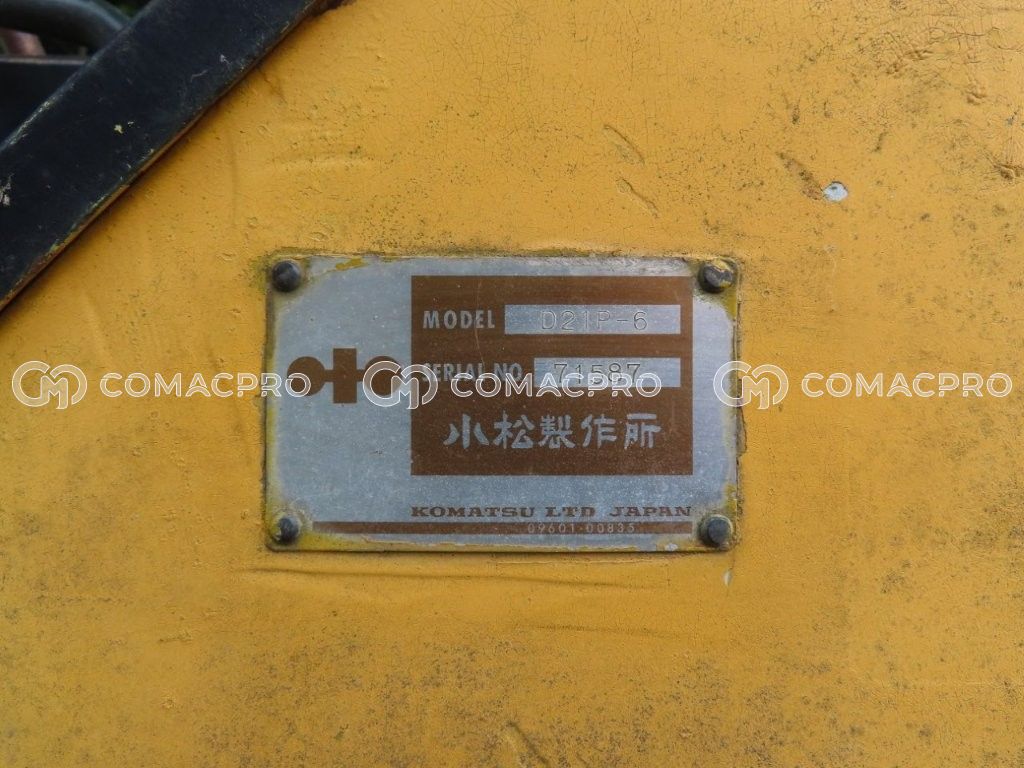 MODEL D21P-6
SERIAL NO. 71587
小松製作所
KOMATSU LTD JAPAN
09601-00835
COMACPRO COMACPRO COMACPRO